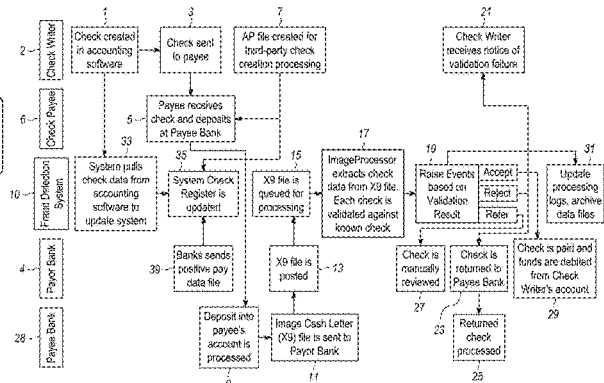 1
3
7
21
2
Check Writer
Check created
in accounting
software
Check sent
to payee
AP file created for
third-party check
creation processing
Check Writer
receives notice of
validation failure
6
Check Payee
5
Payee receives
check and deposits
at Payee Bank
33
35
15
17
19
31
10
Fraud Detection
System
System pulls
check data from
accounting
software to
update system
System Check
Register is
updated
X9 file is
queued for
processing
ImageProcessor
extracts check
data from X9 file.
Each check is
validated against
known check
Raise Events
based on
Validation
Result
Accept
Reject
Refer
Update
processing
logs, archive
data files
4
Payor Bank
39
Banks sends
positive pay
data file
X9 file is
posted
13
Check is
manually
reviewed
27
Check is
returned to
Payee Bank
23
Check is paid and
funds are debited
from Check
Writer's account
29
28
Payee Bank
Deposit into
payee's
account is
processed
9
Image Cash Letter
(X9) file is sent to
Payor Bank
11
Returned
check
processed
25